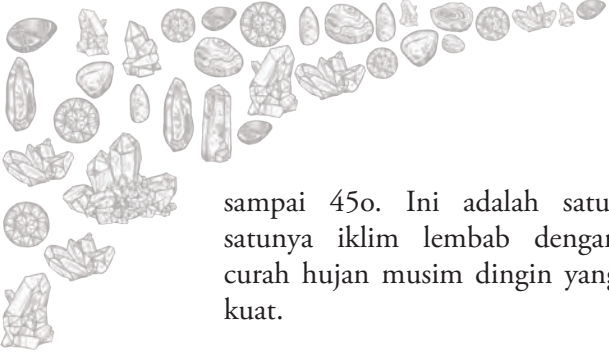 sampai 45o. Ini adalah satu
satunya iklim lembab dengan
curah hujan musim dingin yang
kuat.